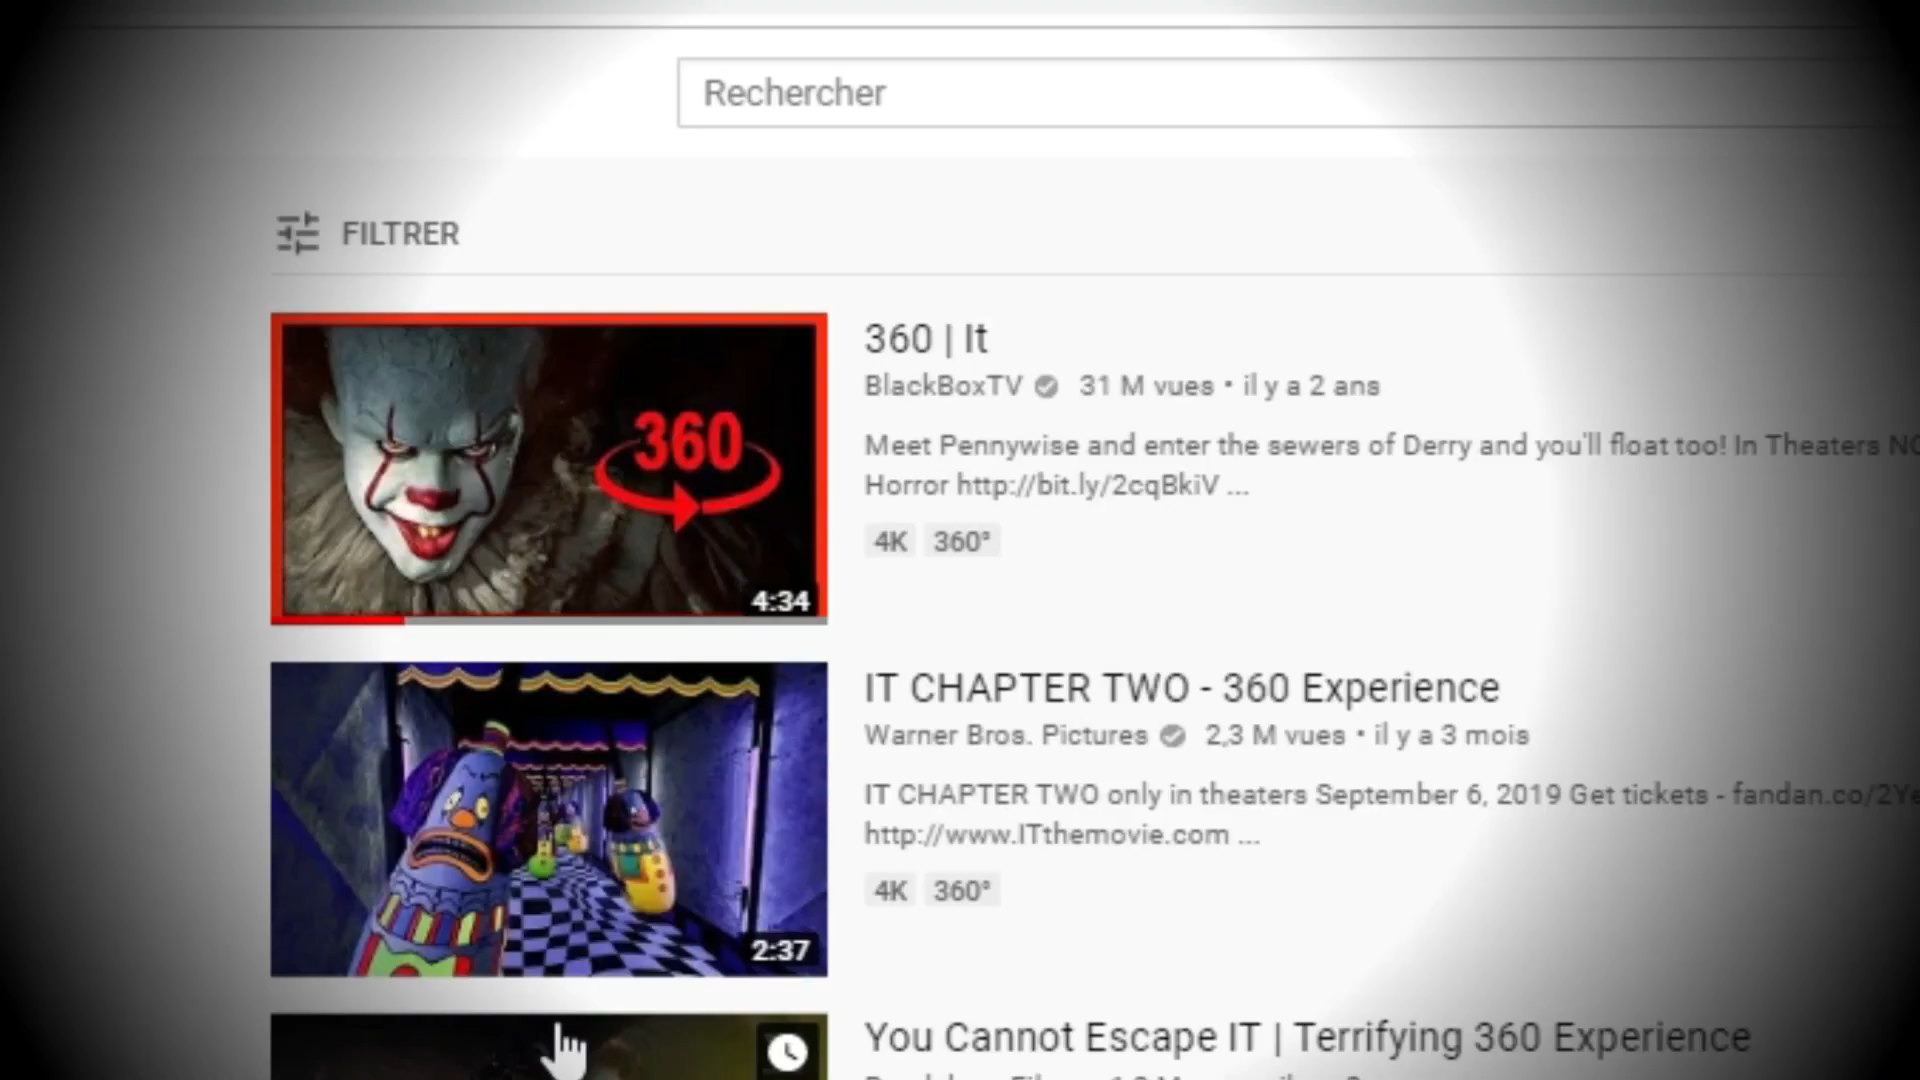 Rechercher
FILTRER
360
4:34
360 | It
BlackBoxTV 31 M vues • il y a 2 ans
Meet Pennywise and enter the sewers of Derry and you'll float too! In Theaters
Horror http://bit.ly/2cqBkiV ...
4K 360°
2:37
IT CHAPTER TWO - 360 Experience
Warner Bros. Pictures 2,3 M vues • il y a 3 mois
IT CHAPTER TWO only in theaters September 6, 2019 Get tickets - fandan.co/2Ye
http://www.ITthemovie.com ...
4K 360°
You Cannot Escape IT | Terrifying 360 Experience